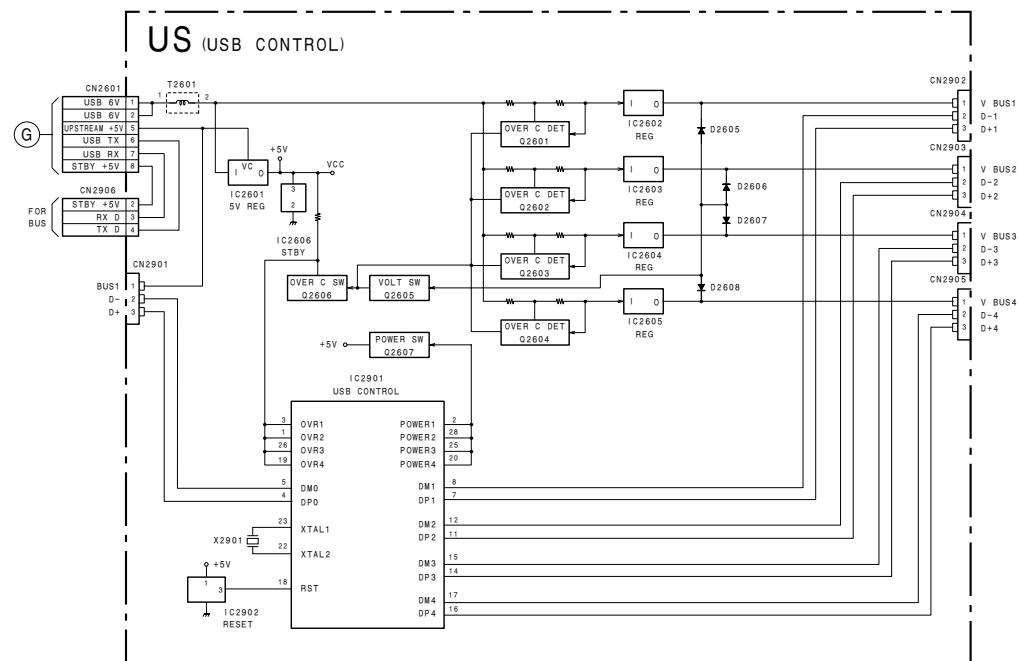 US (USB CONTROL)
G
CN2601
USB 6V 1
USB 6V 2
UPSTREAM +5V 5
USB TX 6
USB RX 7
STBY +5V 8
CN2906
FOR BUS
STBY +5V 2
RX D 3
TX D 4
CN2901
BUS1 1
D- 2
D+ 3
1 T2601 2
VC
I O
IC2601
5V REG
+5V
VCC
3
2
IC2606
STBY
OVER C SW
Q2606
VOLT SW
Q2605
OVER C DET
Q2601
I O
IC2602
REG
D2605
OVER C DET
Q2602
I O
IC2603
REG
D2606
D2607
OVER C DET
Q2603
I O
IC2604
REG
D2608
OVER C DET
Q2604
I O
IC2605
REG
+5V
POWER SW
Q2607
CN2902
1 V BUS1
2 D-1
3 D+1
CN2903
1 V BUS2
2 D-2
3 D+2
CN2904
1 V BUS3
2 D-3
3 D+3
CN2905
1 V BUS4
2 D-4
3 D+4
IC2901
USB CONTROL
3 OVR1
1 OVR2
26 OVR3
19 OVR4
5 DM0
4 DP0
23 XTAL1
22 XTAL2
18 RST
POWER1 2
POWER2 28
POWER3 25
POWER4 20
DM1 8
DP1 7
DM2 12
DP2 11
DM3 15
DP3 14
DM4 17
DP4 16
X2901
+5V
1
3
IC2902
RESET